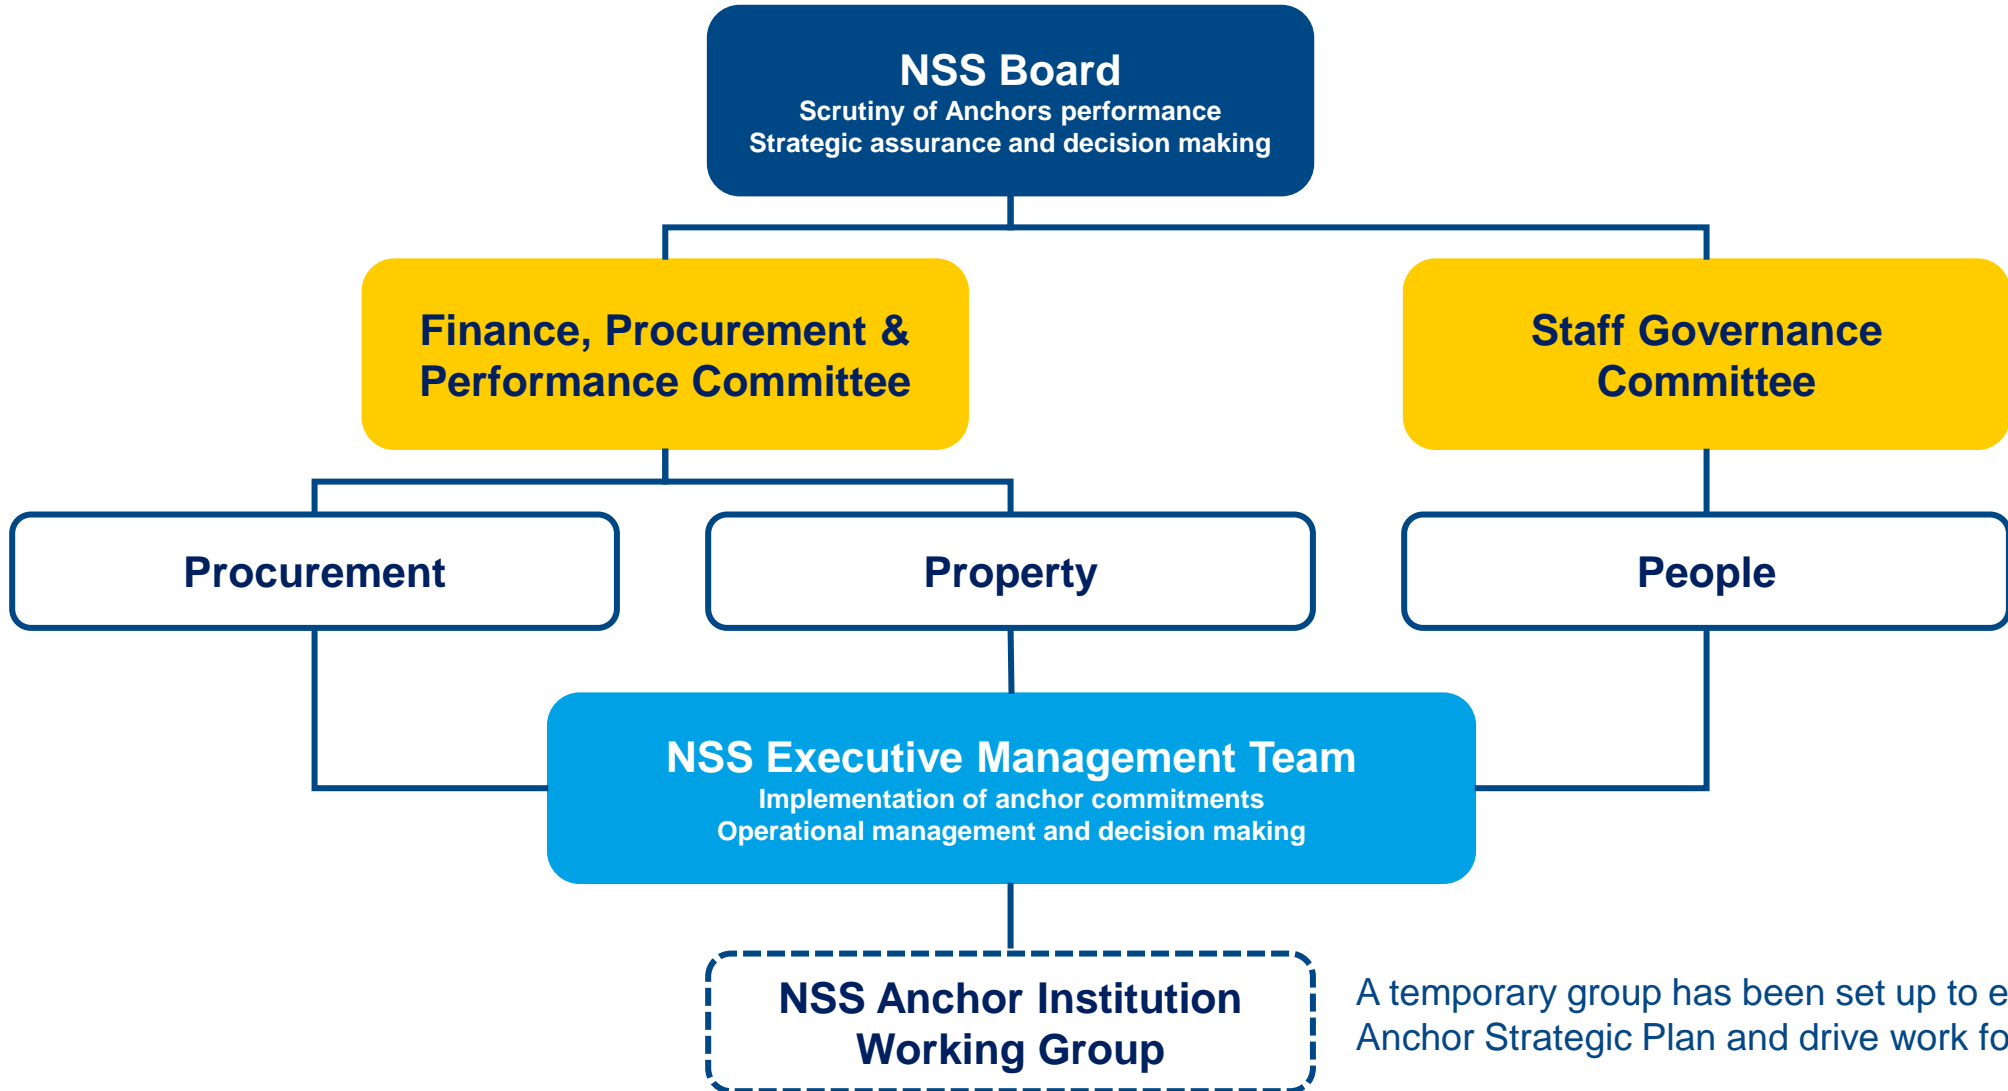 NSS Board
Scrutiny of Anchors performance
Strategic assurance and decision making
Finance, Procurement &
Performance Committee
Staff Governance
Committee
Procurement
Property
People
NSS Executive Management Team
Implementation of anchor commitments
Operational management and decision making
NSS Anchor Institution
Working Group
A temporary group has been set up to
Anchor Strategic Plan and drive work